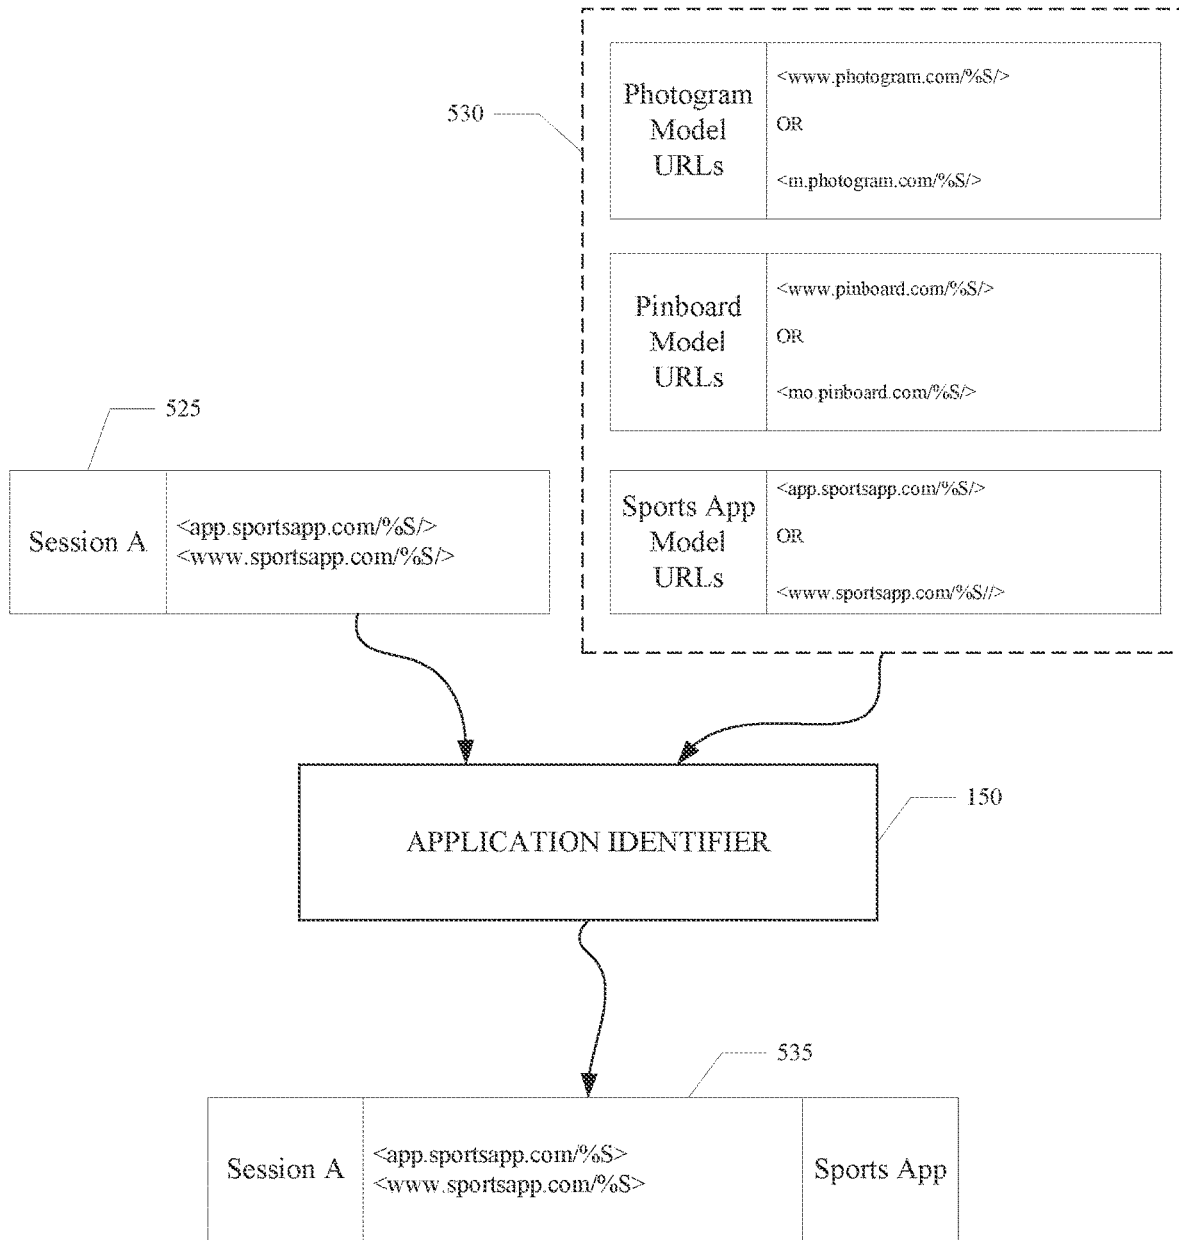 530
Photogram
Model
URLs
<www.photogram.com/%S/>
OR
<m.photogram.com/%S/>
Pinboard
Model
URLs
<www.pinboard.com/%S/>
OR
<mo.pinboard.com/%S/>
Sports App
Model
URLs
<app.sportsapp.com/%S/>
OR
<www.sportsapp.com/%S//>
525
Session A
<app.sportsapp.com/%S/>
<www.sportsapp.com/%S/>
150
APPLICATION IDENTIFIER
535
Session A
<app.sportsapp.com/%S>
<www.sportsapp.com/%S>
Sports App